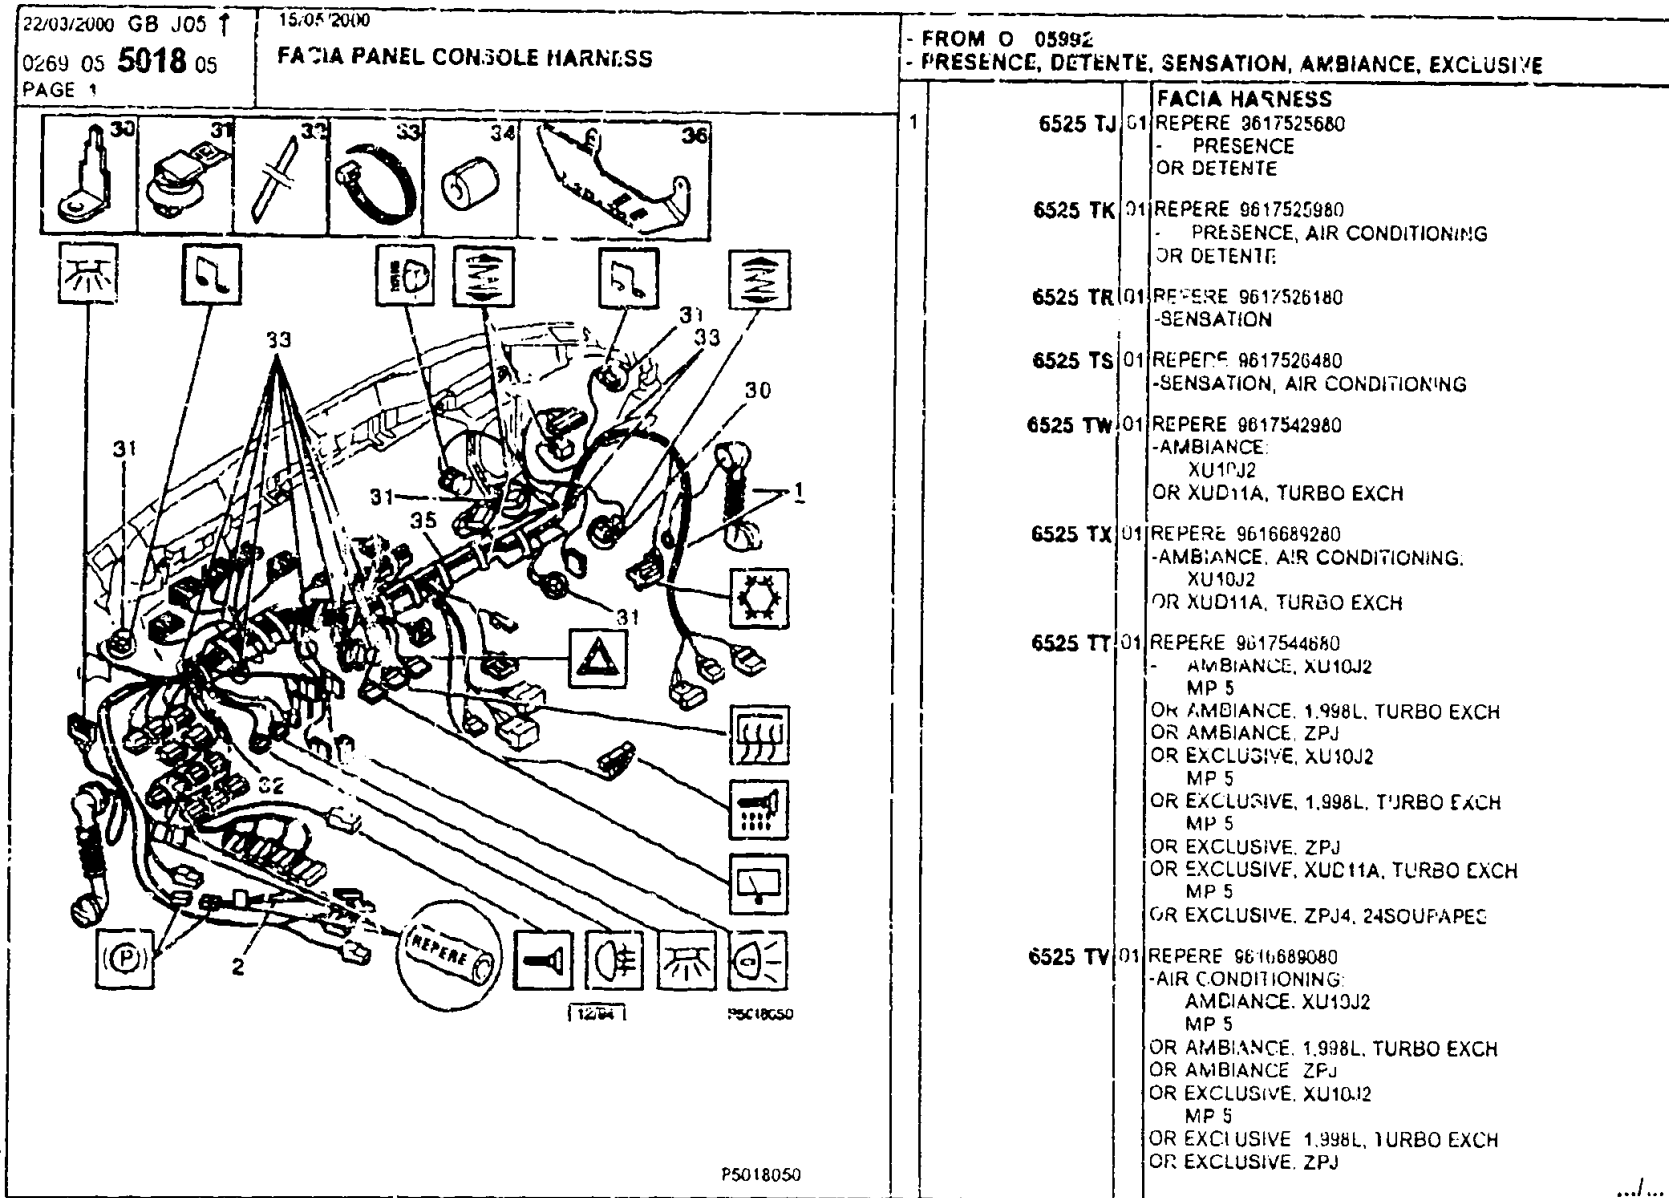 22/03/2000 GB J05 ↑
0269 05 5018 05
PAGE 1
15/05/2000
FACIA PANEL CONSOLE HARNESS
- FROM O 05992
- PRESENCE, DETENTE, SENSATION, AMBIANCE, EXCLUSIVE
30 31 32 33 34 36
33
31
33
30
31
31
1
35
31
32
2
P
REPERE
12/94
P5018050
P5018050
1
FACIA HARNESS
6525 TJ 01 REPERE 9617525680
- PRESENCE
OR DETENTE
6525 TK 01 REPERE 9617525980
- PRESENCE, AIR CONDITIONING
OR DETENTE
6525 TR 01 REPERE 9617526180
-SENSATION
6525 TS 01 REPERE 9617526480
-SENSATION, AIR CONDITIONING
6525 TW 01 REPERE 9617542980
-AMBIANCE:
XU10J2
OR XUD11A, TURBO EXCH
6525 TX 01 REPERE 9616689280
-AMBIANCE, AIR CONDITIONING:
XU10J2
OR XUD11A, TURBO EXCH
6525 TT 01 REPERE 9617544680
- AMBIANCE, XU10J2
MP 5
OR AMBIANCE, 1,998L, TURBO EXCH
OR AMBIANCE, ZPJ
OR EXCLUSIVE, XU10J2
MP 5
OR EXCLUSIVE, 1,998L, TURBO EXCH
MP 5
OR EXCLUSIVE, ZPJ
OR EXCLUSIVE, XUD11A, TURBO EXCH
MP 5
OR EXCLUSIVE, ZPJ4, 24SOUPAPES
6525 TV 01 REPERE 9616689080
-AIR CONDITIONING:
AMBIANCE, XU10J2
MP 5
OR AMBIANCE, 1,998L, TURBO EXCH
OR AMBIANCE ZPJ
OR EXCLUSIVE, XU10J2
MP 5
OR EXCLUSIVE 1,998L, TURBO EXCH
OR EXCLUSIVE, ZPJ
.../...